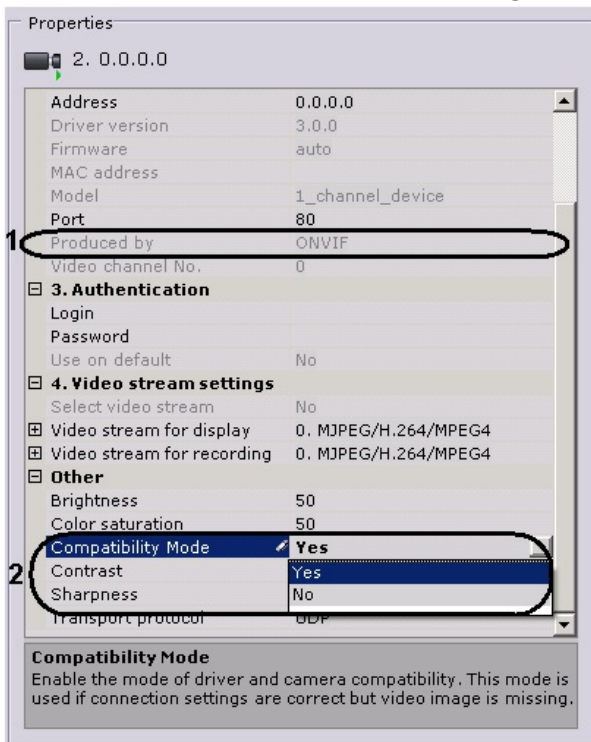 Properties
2. 0.0.0.0
Address 0.0.0.0
Driver version 3.0.0
Firmware auto
MAC address
Model 1_channel_device
Port 80
1 Produced by ONVIF
Video channel No. 0
3. Authentication
Login
Password
Use on default No
4. Video stream settings
Select video stream No
Video stream for display 0. MJPEG/H.264/MPEG4
Video stream for recording 0. MJPEG/H.264/MPEG4
Other
Brightness 50
Color saturation 50
Compatibility Mode Yes
2 Contrast Yes
Sharpness No
Transport protocol UDP
Compatibility Mode
Enable the mode of driver and camera compatibility. This mode is
used if connection settings are correct but video image is missing.